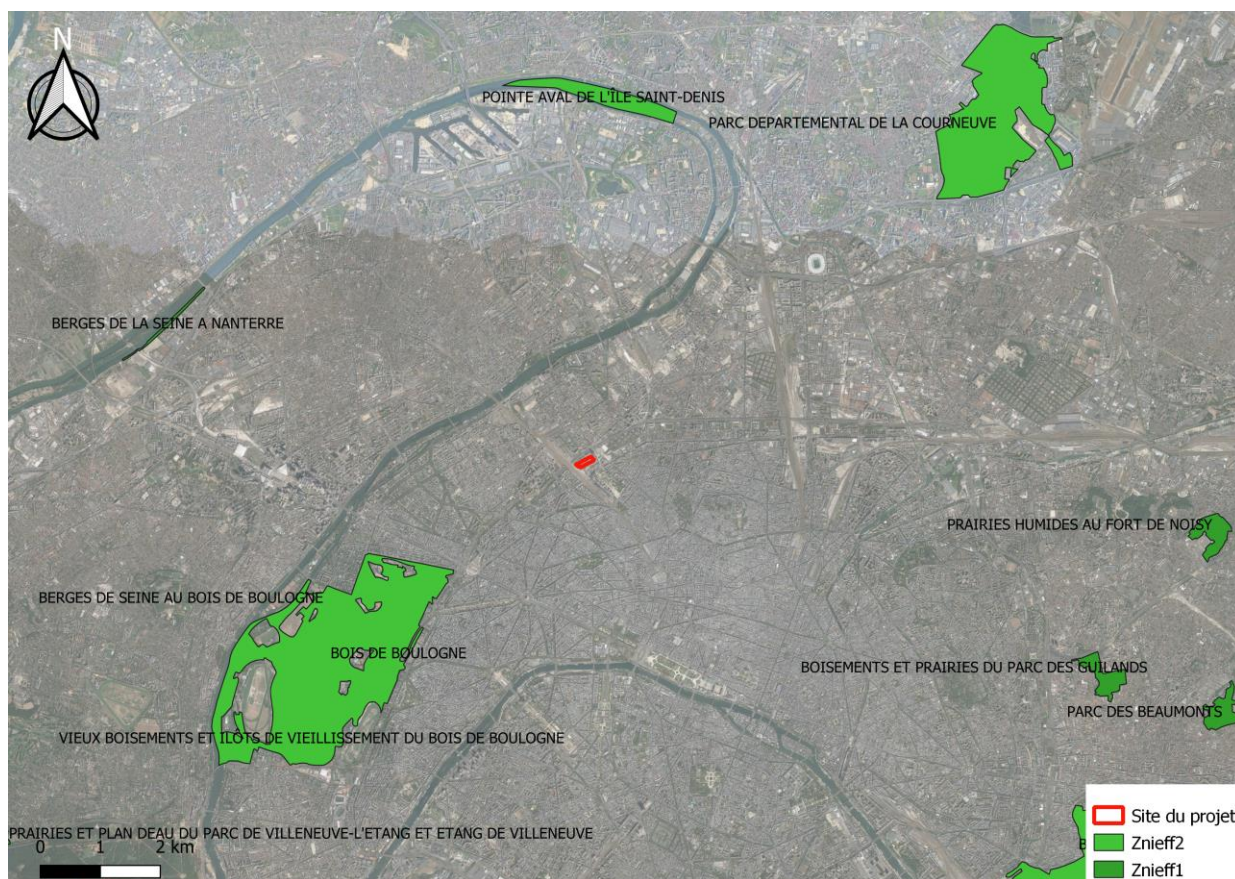 N
POINTE AVAL DE L'ÎLE SAINT-DENIS
PARC DEPARTEMENTAL DE LA COURNEUVE
BERGES DE LA SEINE A NANTERRE
PRAIRIES HUMIDES AU FORT DE NOISY
BERGES DE SEINE AU BOIS DE BOULOGNE
BOIS DE BOULOGNE
BOISEMENTS ET PRAIRIES DU PARC DES GUILANDS
PARC DES BEAUMONTS
VIEUX BOISEMENTS ET ILOTS DE VIEILLISSEMENT DU BOIS DE BOULOGNE
PRAIRIES ET PLAN DEAU DU PARC DE VILLENEUVE-L'ETANG ET ETANG DE VILLENEUVE
0 1 2 km
Site du projet
Znieff2
Znieff1